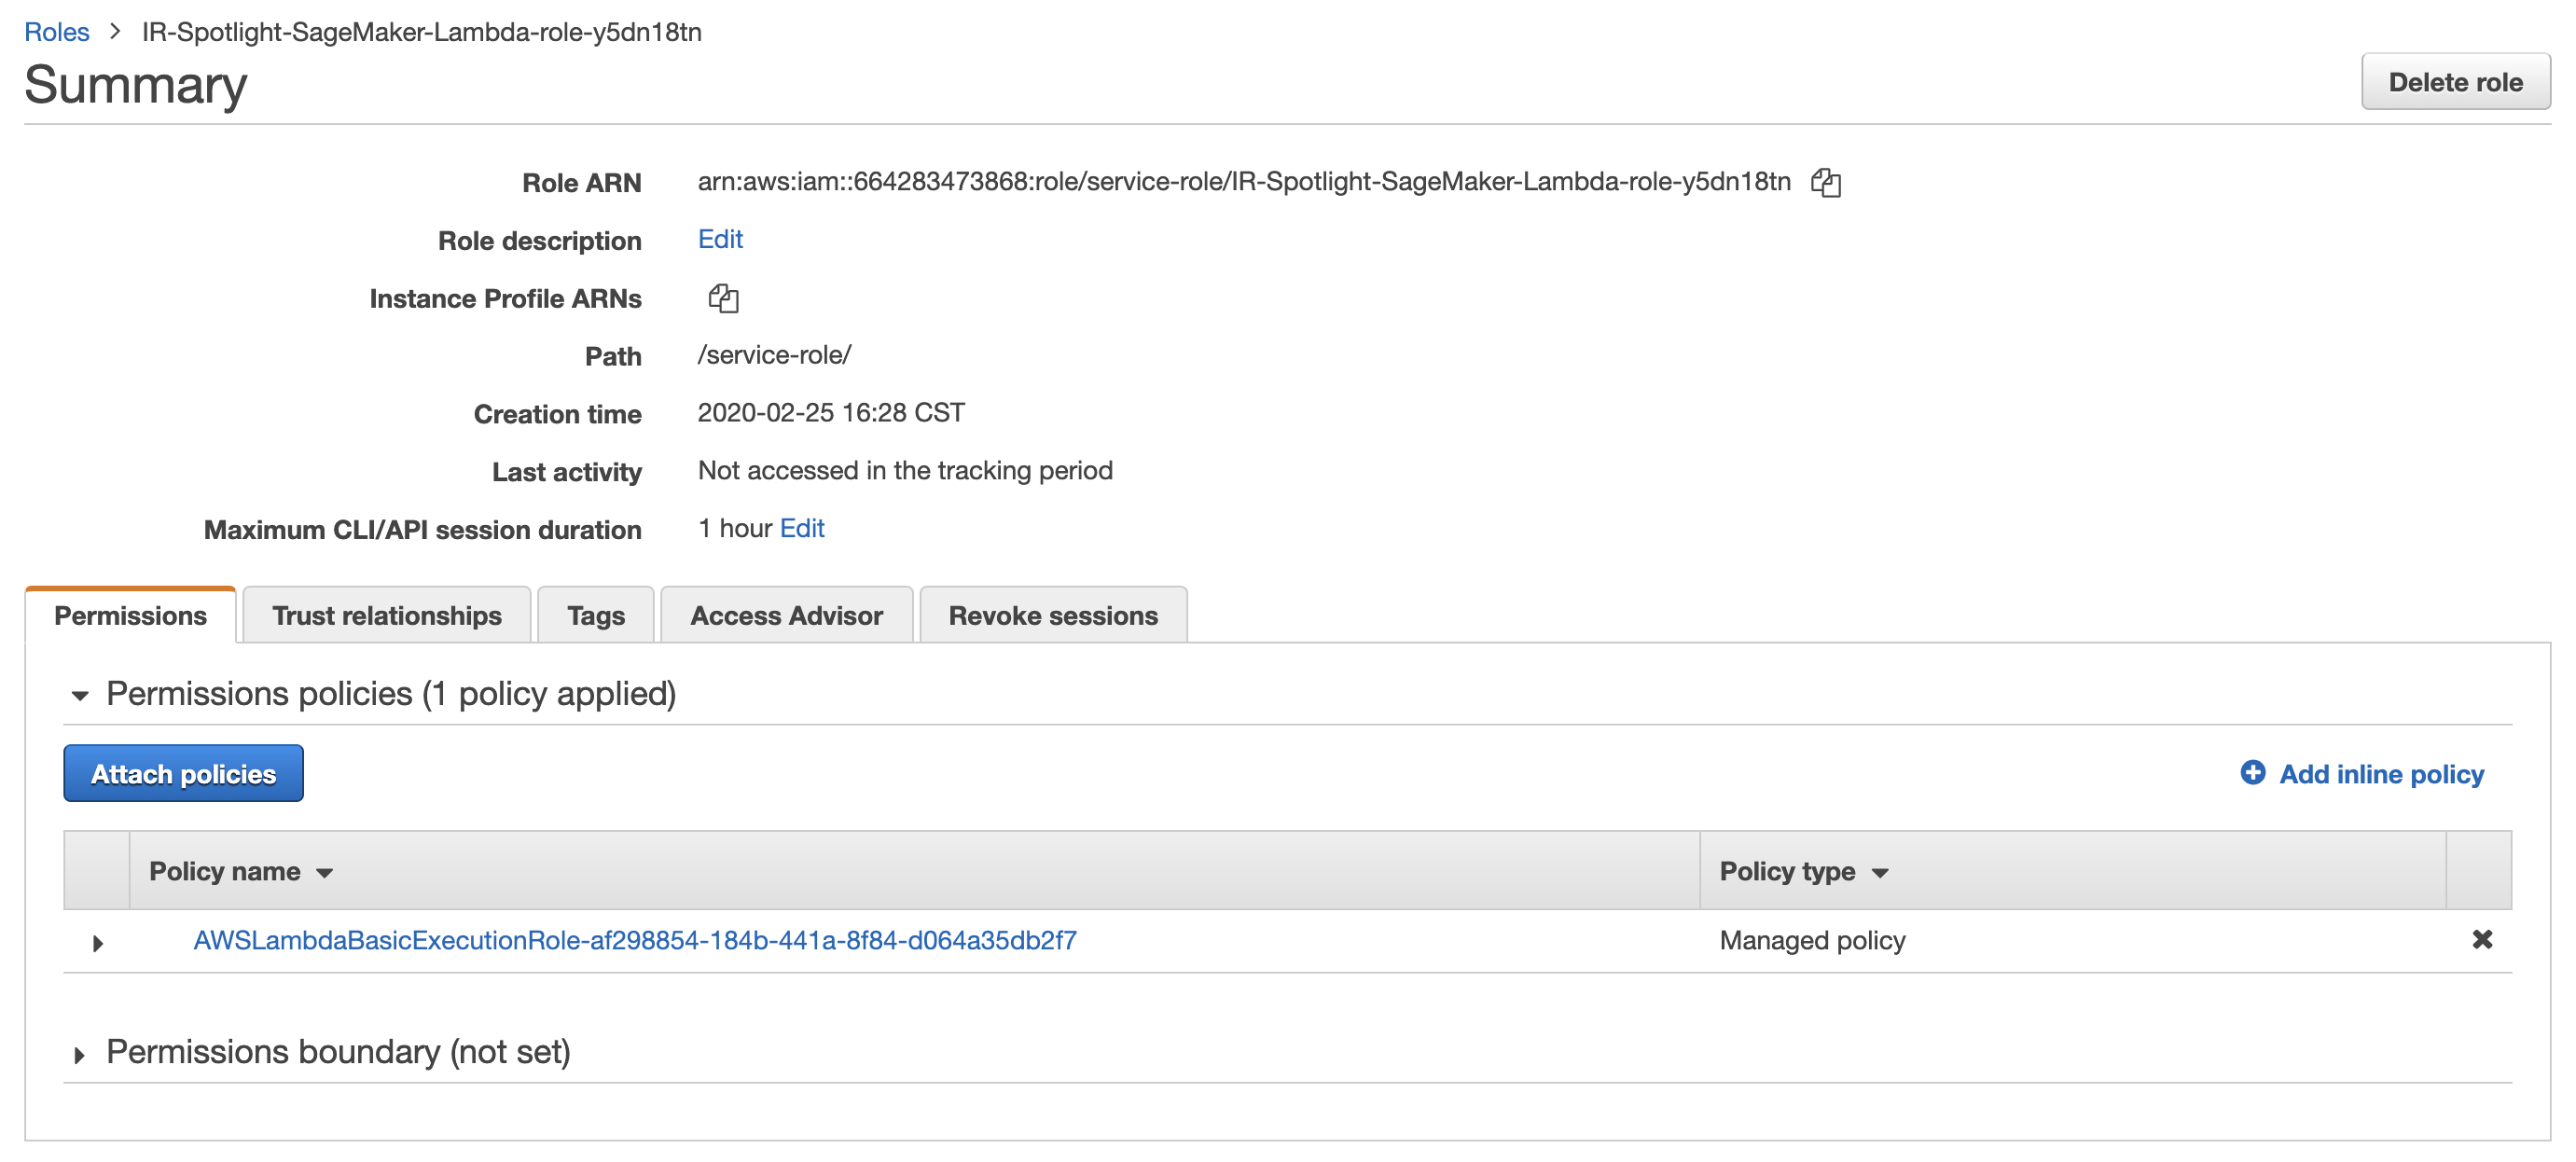 Roles > IR-Spotlight-SageMaker-Lambda-role-y5dn18tn
Summary
Delete role
Role ARN arn:aws:iam::664283473868:role/service-role/IR-Spotlight-SageMaker-Lambda-role-y5dn18tn
Role description Edit
Instance Profile ARNs
Path /service-role/
Creation time 2020-02-25 16:28 CST
Last activity Not accessed in the tracking period
Maximum CLI/API session duration 1 hour Edit
Permissions Trust relationships Tags Access Advisor Revoke sessions
Permissions policies (1 policy applied)
Attach policies Add inline policy
Policy name Policy type
AWSLambdaBasicExecutionRole-af298854-184b-441a-8f84-d064a35db2f7 Managed policy
Permissions boundary (not set)